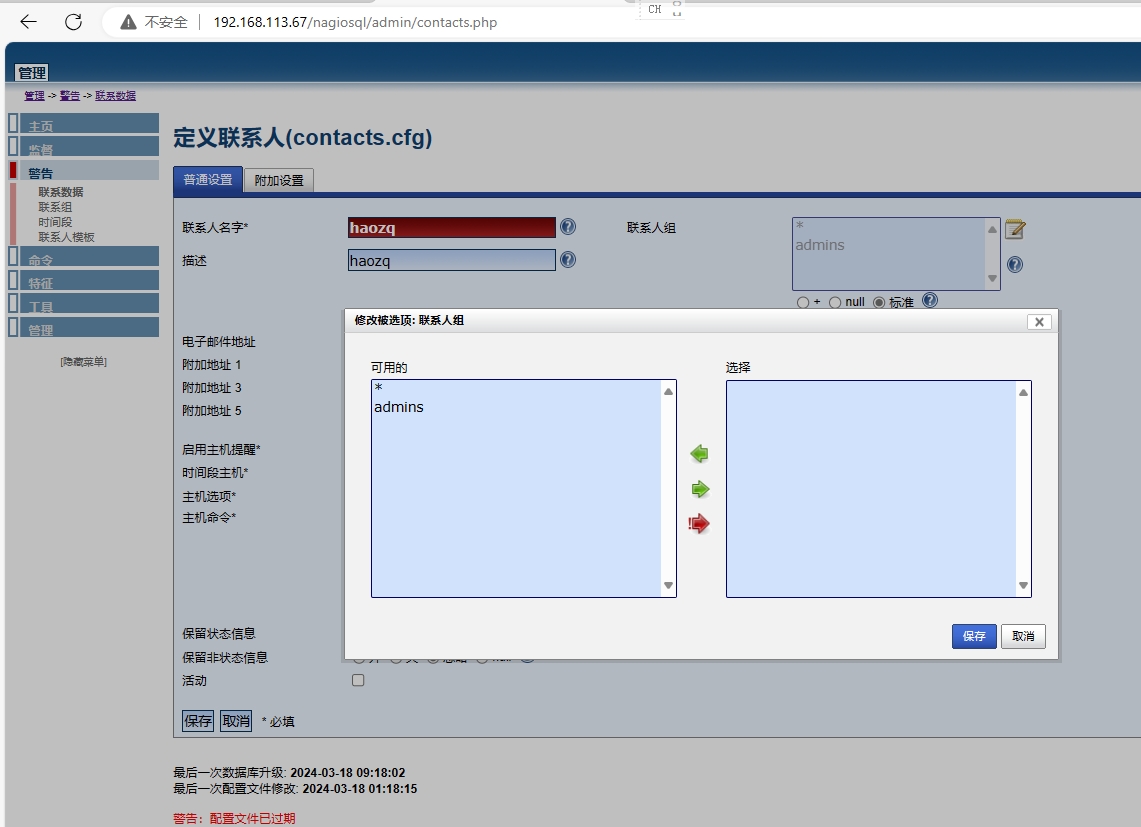 CH
不安全 192.168.113.67/nagiosql/admin/contacts.php
管理
管理 -> 警告 -> 联系数据
主页
监督
警告
联系数据
联系组
时间段
联系人模板
命令
特征
工具
管理
[隐藏菜单]
定义联系人(contacts.cfg)
普通设置 附加设置
联系人名字* haozq 联系人组 *
admins
描述 haozq
+ null 标准
修改被选顶: 联系人组
可用的 选择
*
admins
保存 取消
电子邮件地址
附加地址 1
附加地址 3
附加地址 5
启用主机提醒*
时间段主机*
主机选项*
主机命令*
保留状态信息
保留非状态信息
活动
保存 取消 * 必填
最后一次数据库升级: 2024-03-18 09:18:02
最后一次配置文件修改: 2024-03-18 01:18:15
警告：配置文件已过期